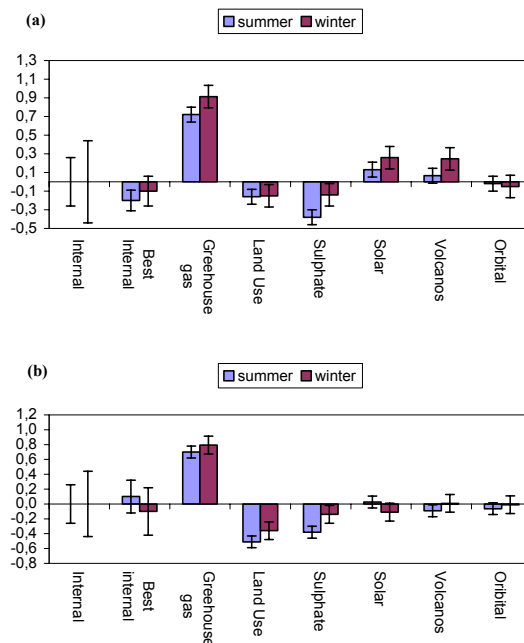 (a)
summer winter
1,3
1,1
0,9
0,7
0,5
0,3
0,1
-0,1
-0,3
-0,5
Internal
Best
Internal
Greehouse
gas
Land Use
Sulphate
Solar
Volcanos
Orbital
(b)
summer winter
1,2
1,0
0,8
0,6
0,4
0,2
0,0
-0,2
-0,4
-0,6
-0,8
Internal
Best
internal
Greehouse
gas
Land Use
Sulphate
Solar
Volcanos
Oribital